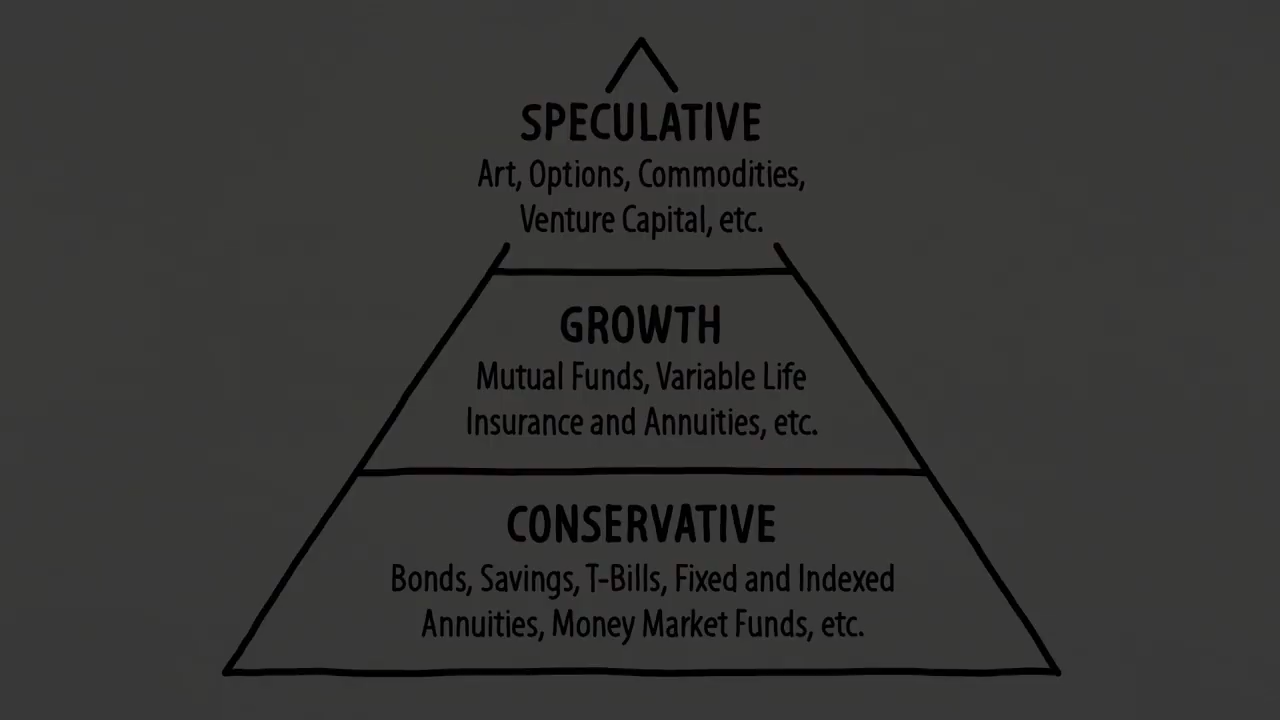 SPECULATIVE
Art, Options, Commodities,
Venture Capital, etc.
GROWTH
Mutual Funds, Variable Life
Insurance and Annuities, etc.
CONSERVATIVE
Bonds, Savings, T-Bills, Fixed and Indexed
Annuities, Money Market Funds, etc.